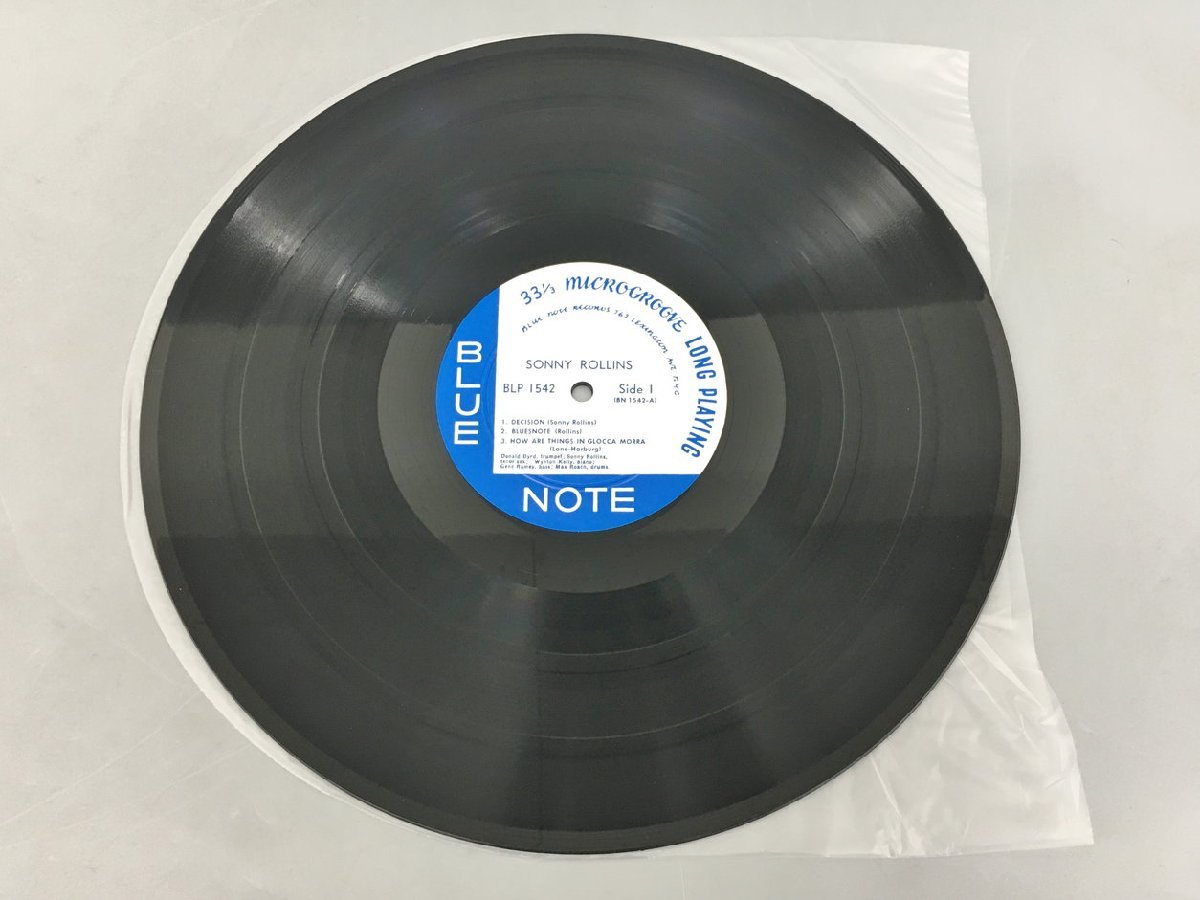 33⅓ MICROGROOVE LONG PLAYING
BLUE NOTE RECORDS 767 LEXINGTON AVE NYC
BLUE
SONNY ROLLINS
BLP 1542 Side 1
(BN 1542-A)
1. DECISION (Sonny Rollins)
2. BLUESNOTE (Rollins)
3. HOW ARE THINGS IN GLOCCA MORRA
(Lane-Harburg)
Donald Byrd, trumpet; Sonny Rollins,
tenor sax; Wynton Kelly, piano;
Gene Ramey, bass; Max Roach, drums
NOTE